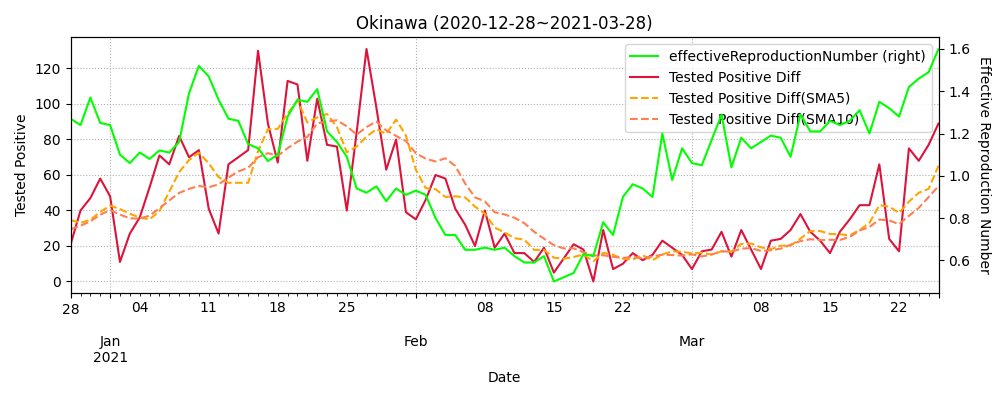 Okinawa (2020-12-28~2021-03-28)
effectiveReproductionNumber (right)
Tested Positive Diff
Tested Positive Diff(SMA5)
Tested Positive Diff(SMA10)
Tested Positive
120
100
80
60
40
20
0
Effective Reproduction Number
1.6
1.4
1.2
1.0
0.8
0.6
28 04 11 18 25 08 15 22 08 15 22
Jan Feb Mar
2021
Date